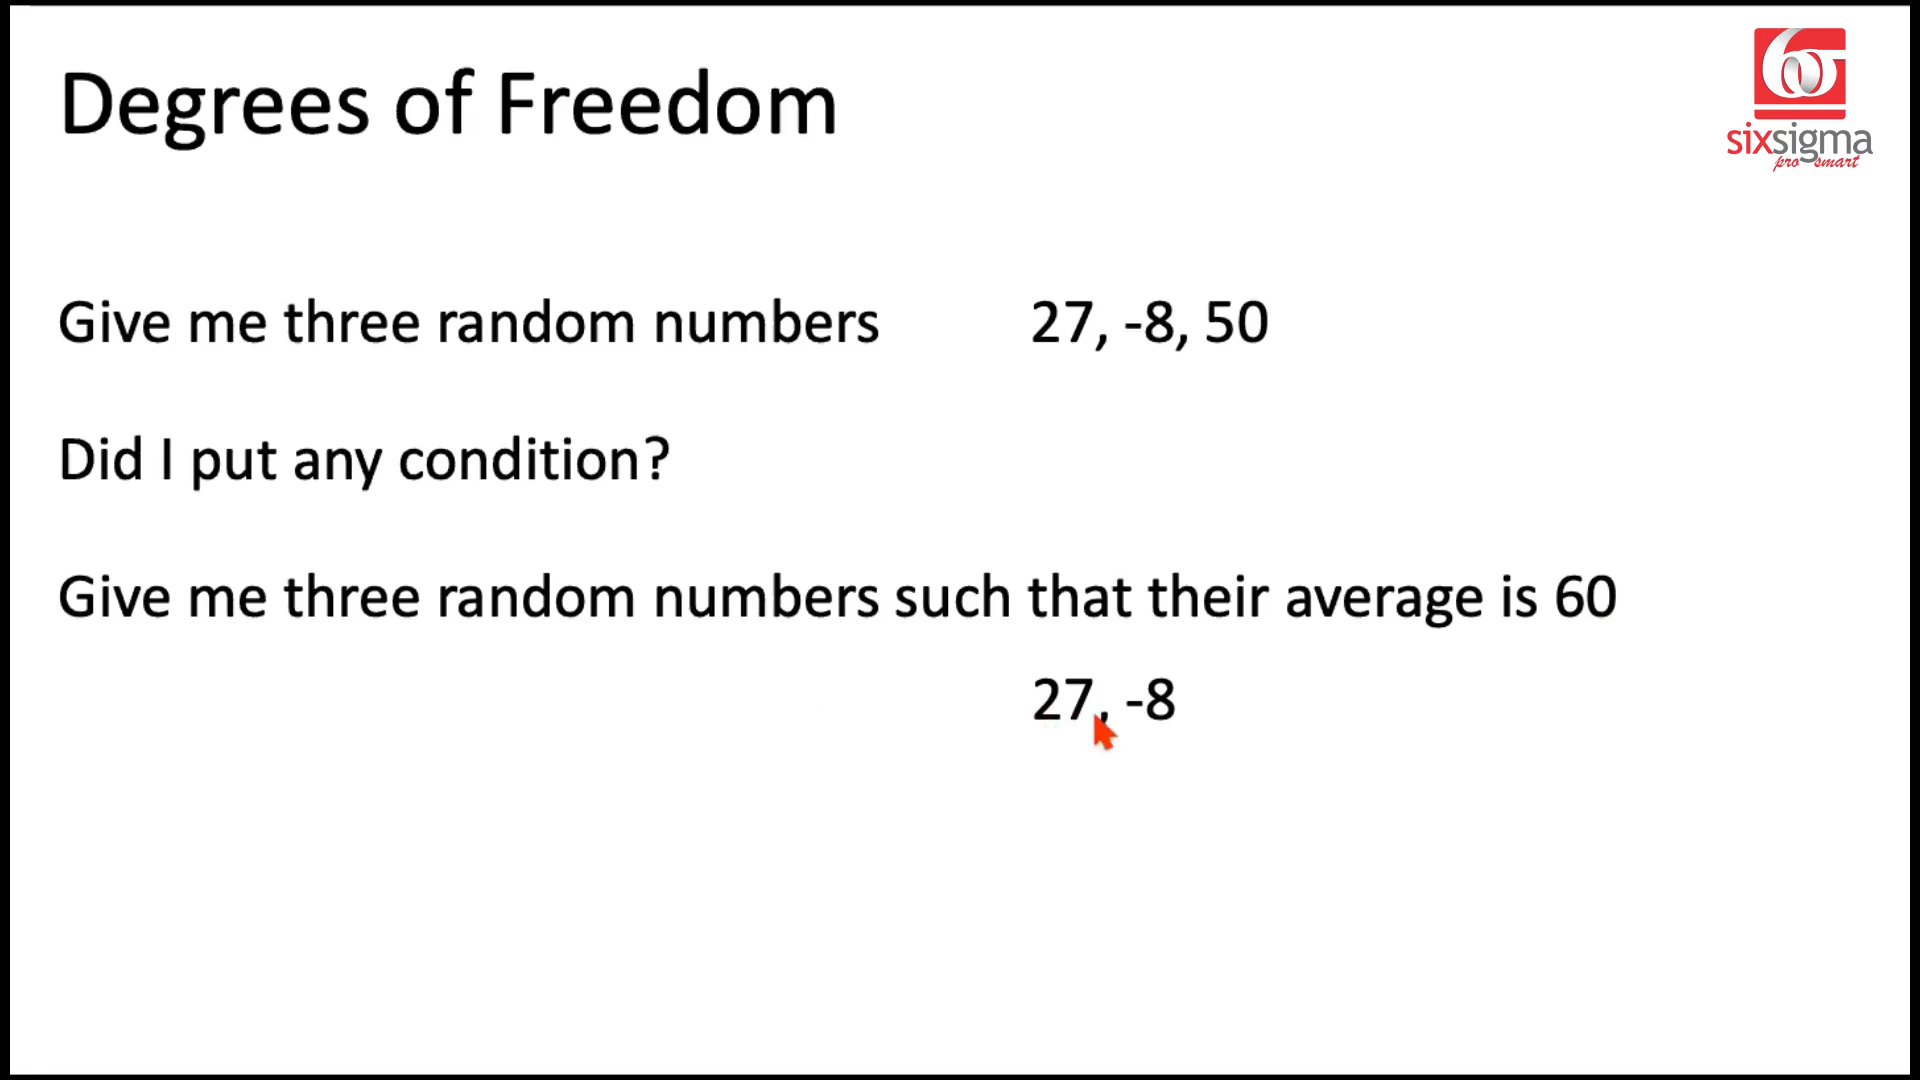 Degrees of Freedom
6σ
sixsigma
pro smart
Give me three random numbers 27, -8, 50
Did I put any condition?
Give me three random numbers such that their average is 60
27, -8